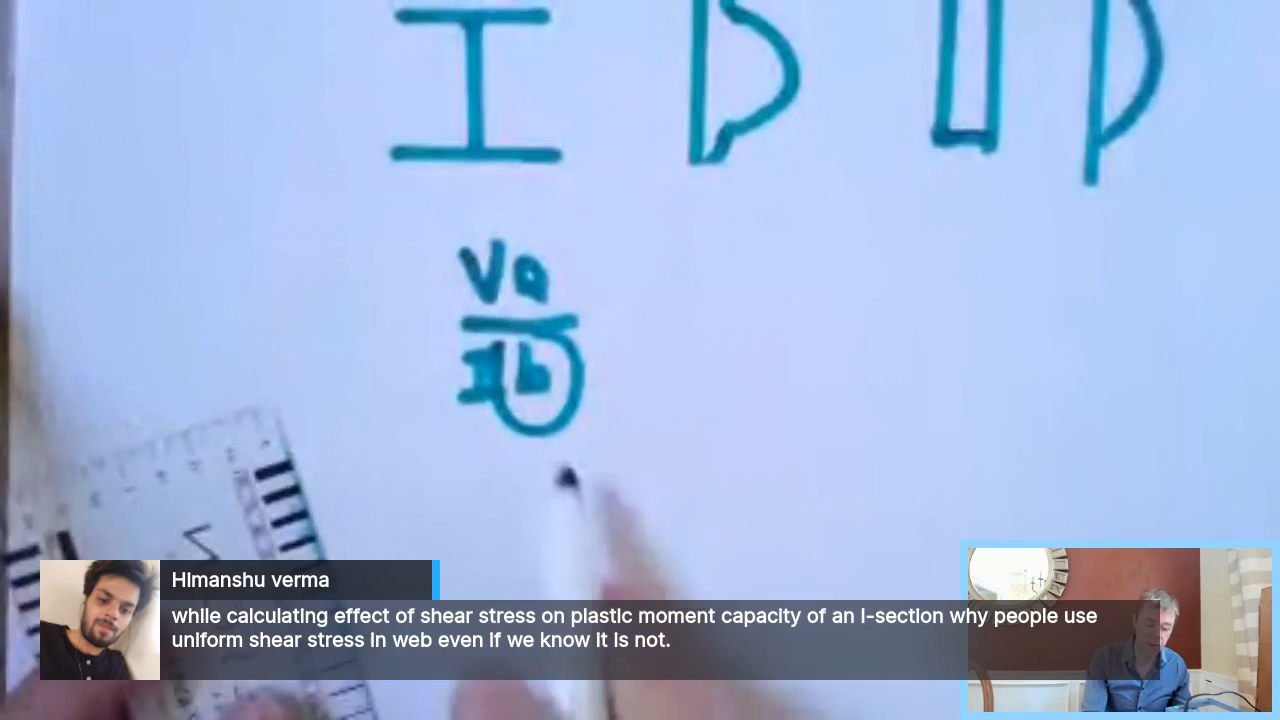 VQ
Ib
Himanshu verma
while calculating effect of shear stress on plastic moment capacity of an I-section why people use
uniform shear stress in web even if we know it is not.